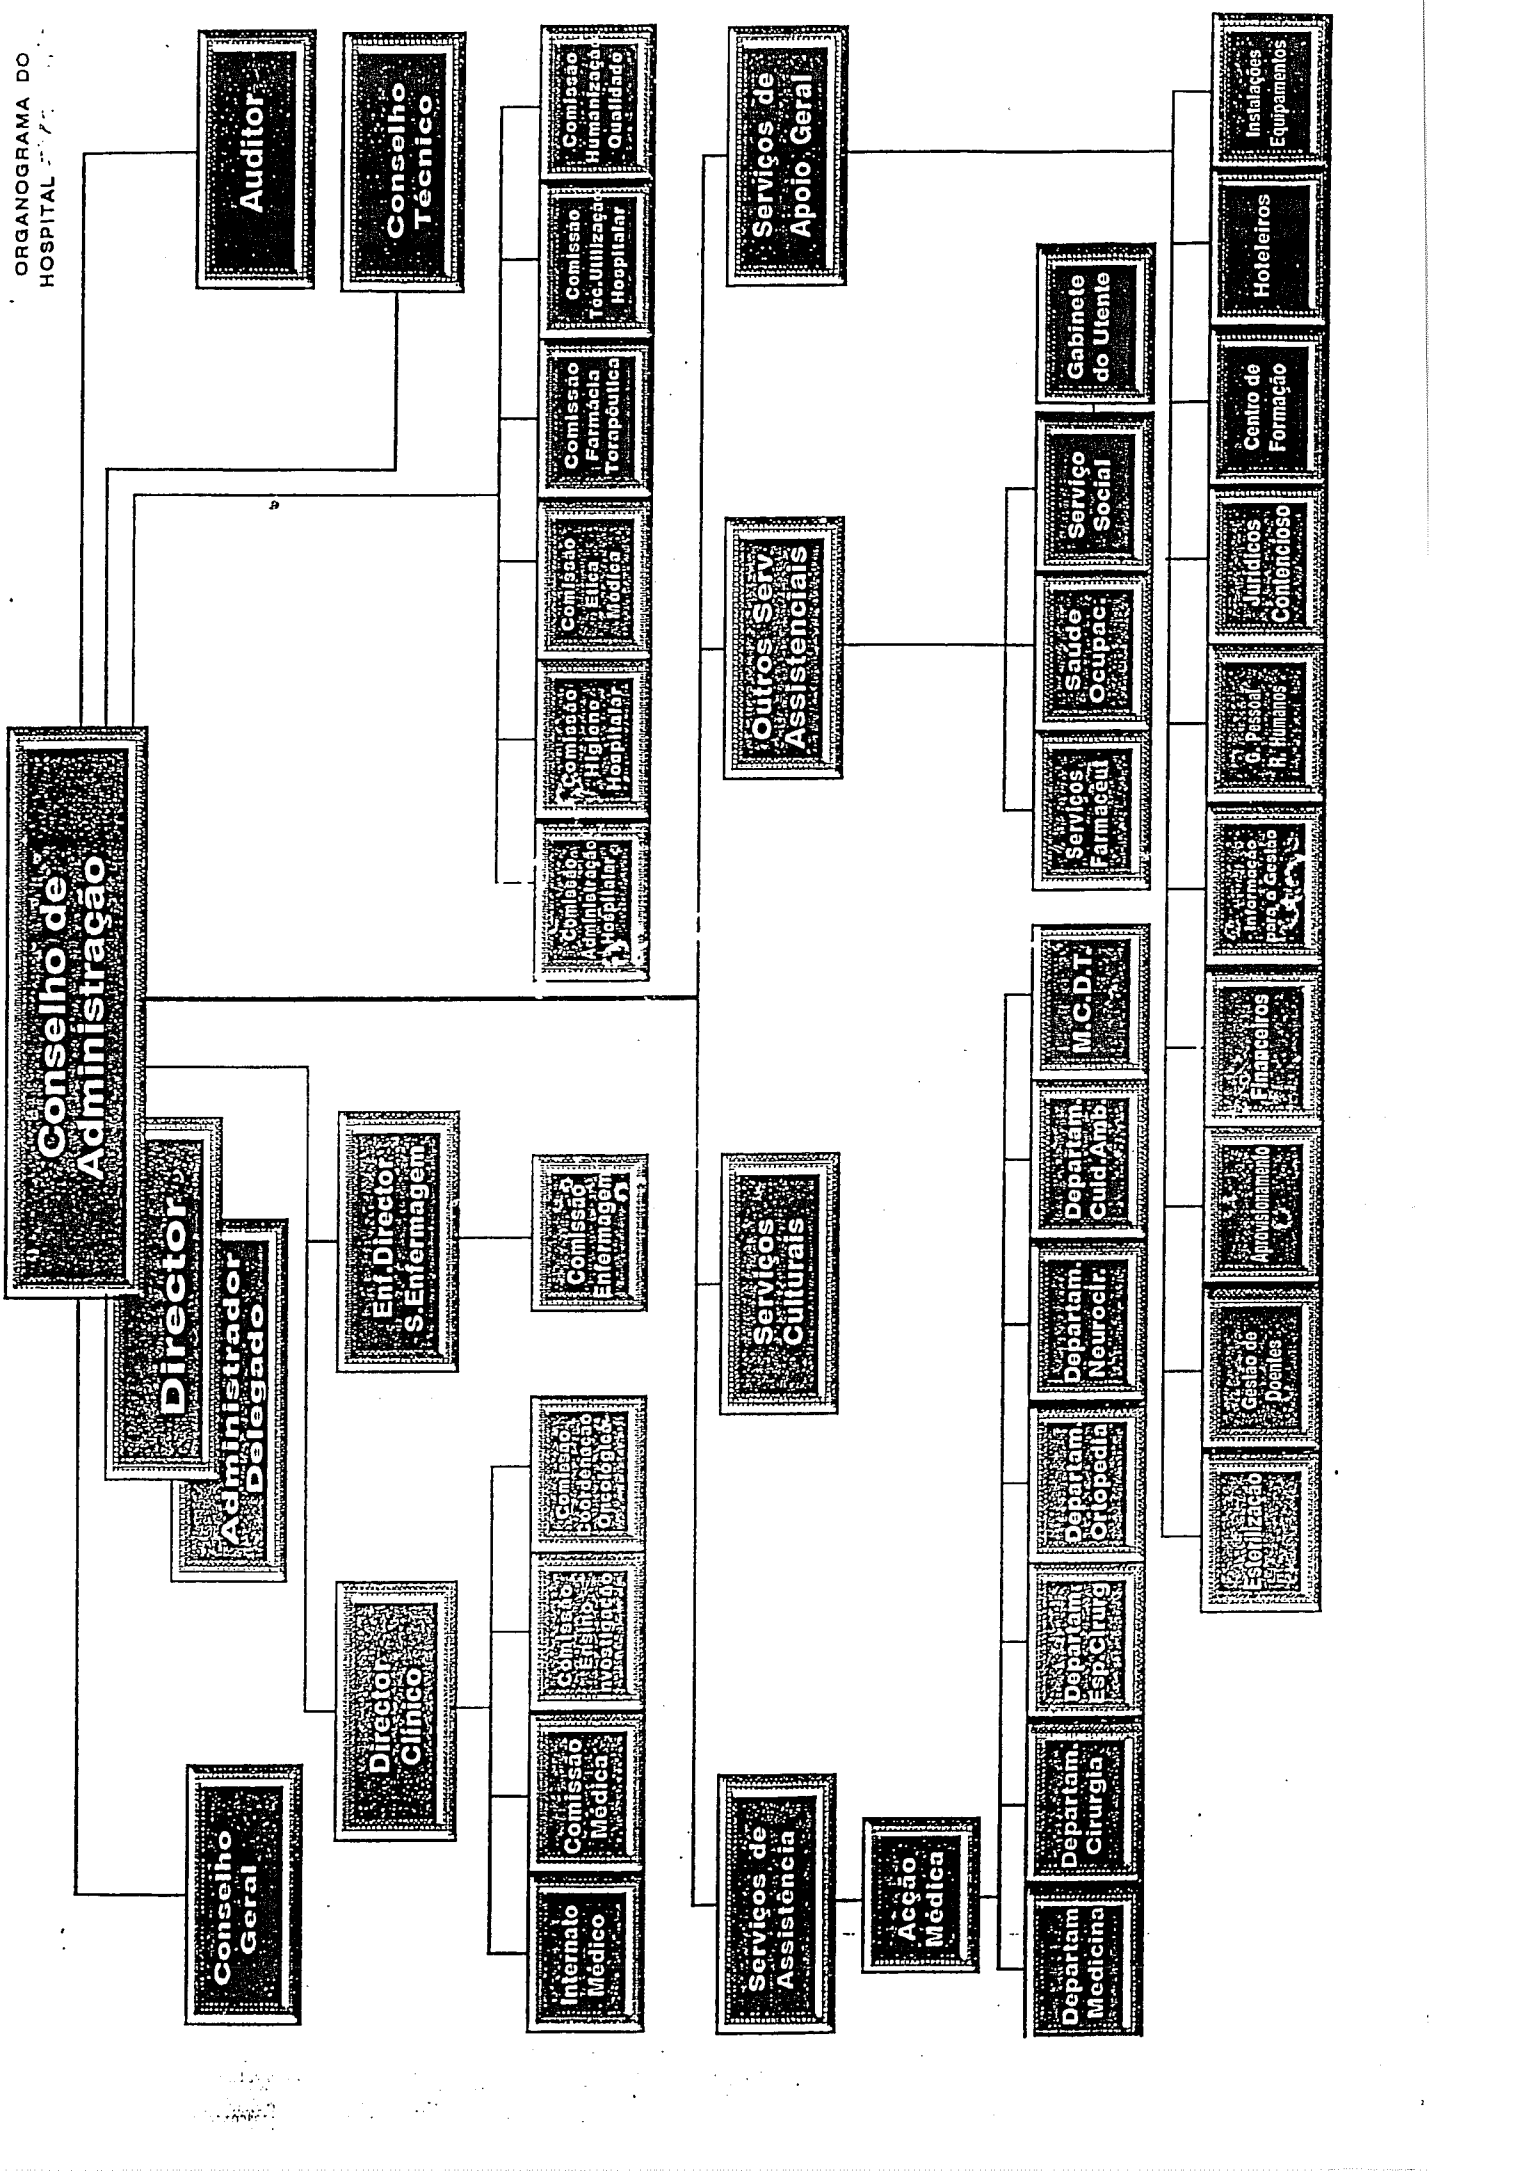 ORGANOGRAMA DO
HOSPITAL
Conselho de
Administração
Director
Administrador
Delegado
Conselho
Geral
Auditor
Conselho
Técnico
Director
Clínico
Enf.Director
S.Enfermagem
Internato
Médico
Comissão
Médica
Comissão
Ensino
Investigação
Comissão
Coordenação
Oncológica
Comissão
Enfermagem
Comissão
Administração
Hospitalar
Comissão
Higiene
Hospitalar
Comissão
Ética
Médica
Comissão
Farmácia
Terapêutica
Comissão
Tec.Utilização
Hospitalar
Comissão
Humanização
Qualidade
Serviços de
Assistência
Serviços
Culturais
Outros Serv.
Assistenciais
Serviços de
Apoio Geral
Acção
Médica
Departam
Medicina
Departam.
Cirurgia
Departam
Esp.Cirurg
Departam.
Ortopedia
Departam.
Neurocir.
Departam.
Cuid.Amb.
M.C.D.T.
Serviços
Farmaceut
Saúde
Ocupac.
Serviço
Social
Gabinete
do Utente
Esterilização
Gestão de
Doentes
Aprovisionamento
Financeiros
Informação
para o Gestão
G. Pessoal
R. Humanos
Jurídicos
Contencioso
Centro de
Formação
Hoteleiros
Instalações
Equipamentos